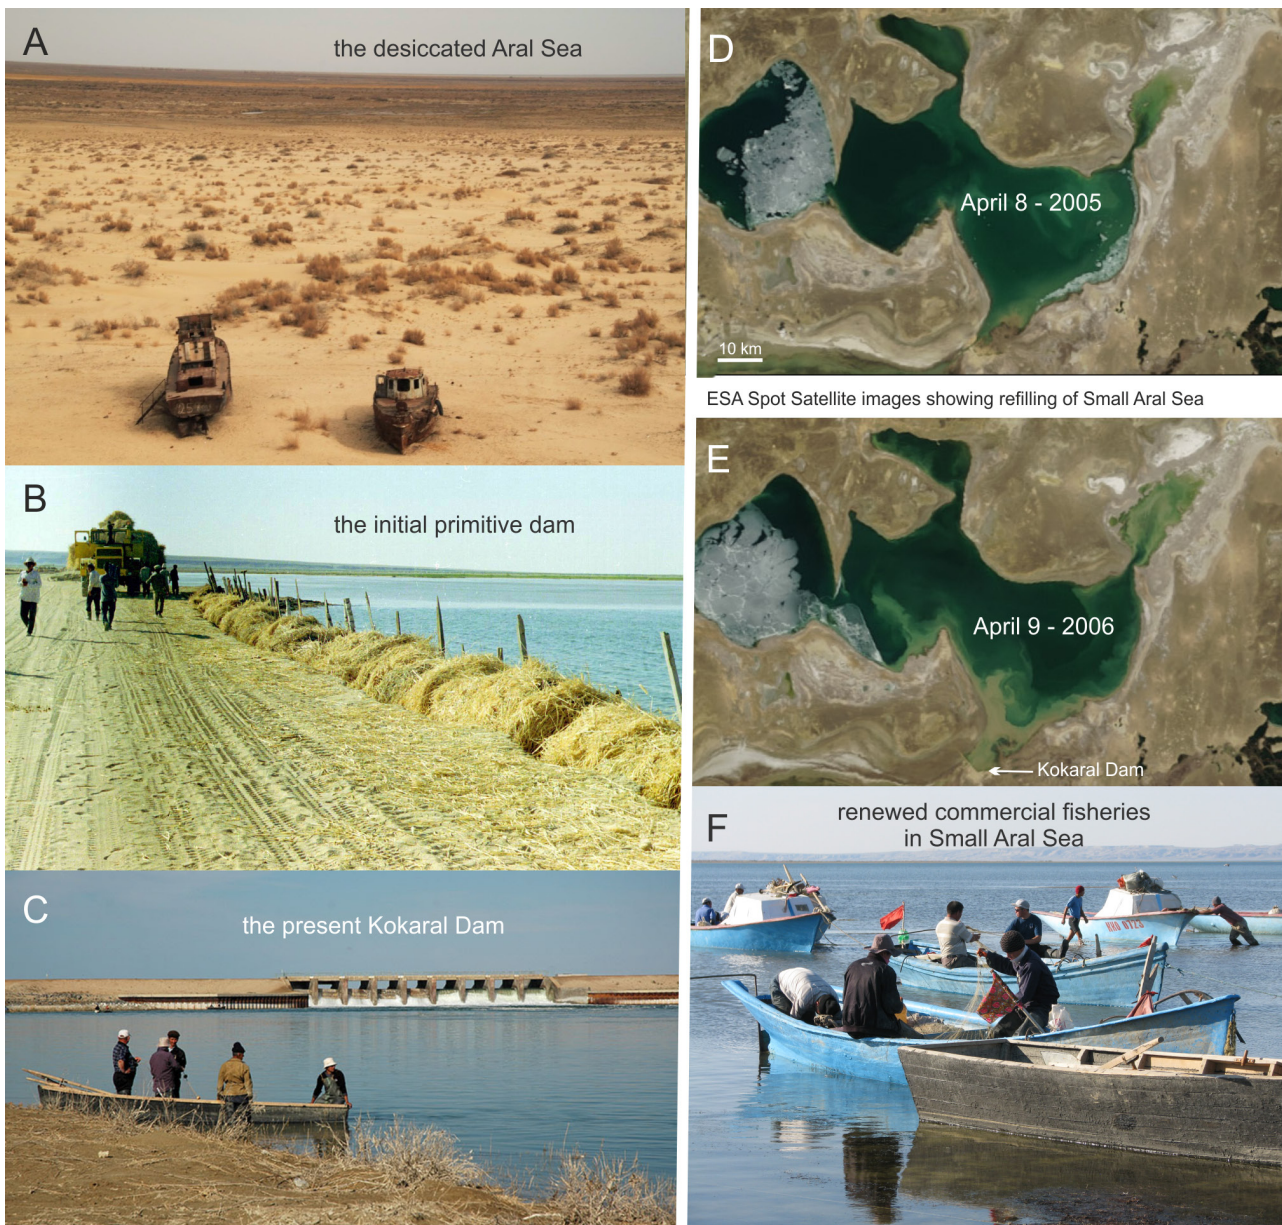 A
the desiccated Aral Sea
B
the initial primitive dam
C
the present Kokaral Dam
D
April 8 - 2005
10 km
ESA Spot Satellite images showing refilling of Small Aral Sea
E
April 9 - 2006
Kokaral Dam
F
renewed commercial fisheries
in Small Aral Sea